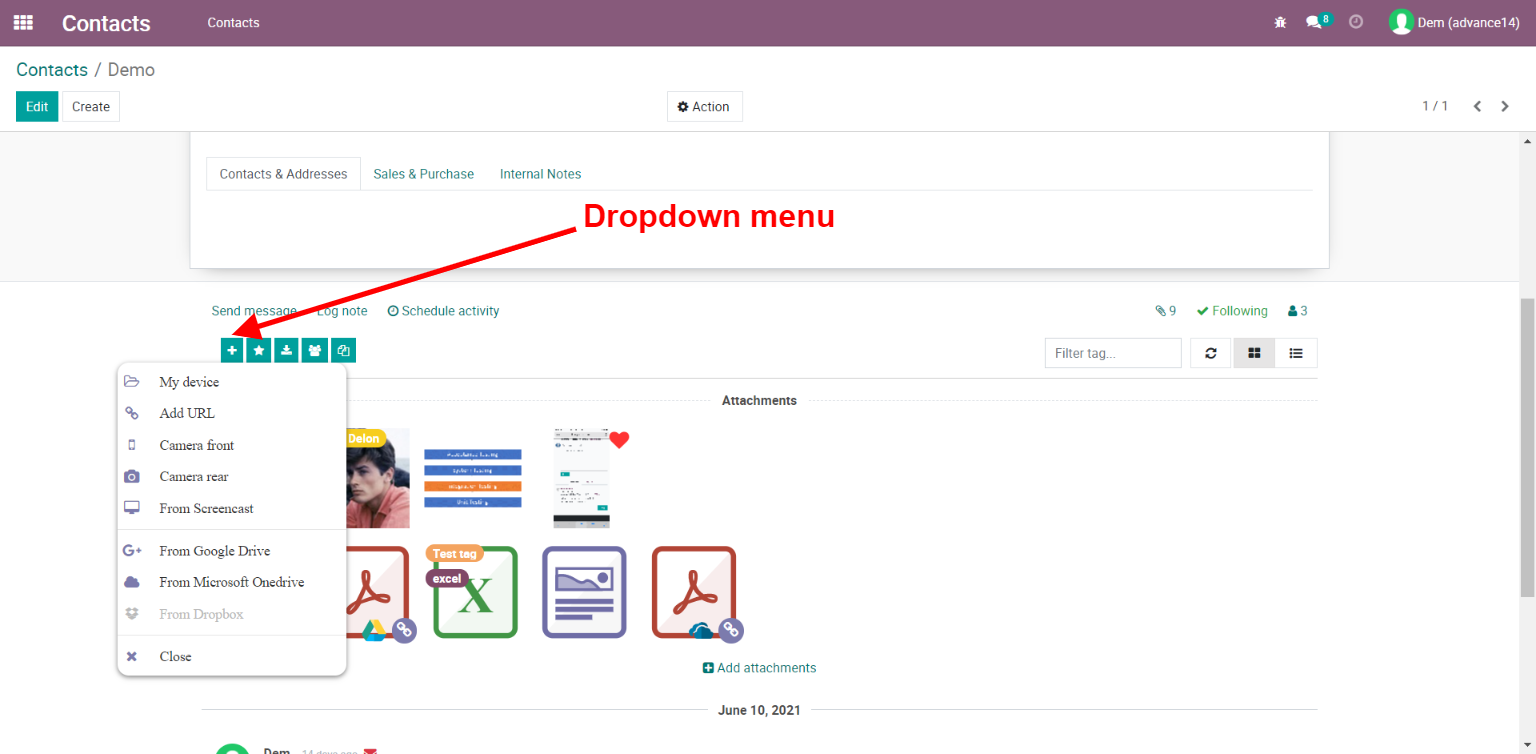 Contacts Contacts 8 Dem (advance14)
Contacts / Demo
Edit Create Action 1 / 1
Contacts & Addresses Sales & Purchase Internal Notes
Dropdown menu
Send message Log note Schedule activity 9 Following 3
Filter tag...
My device
Add URL
Camera front
Camera rear
From Screencast
From Google Drive
From Microsoft Onedrive
From Dropbox
Close
Attachments
Delon
Test tag
excel
Add attachments
June 10, 2021
Dem 14 days ago